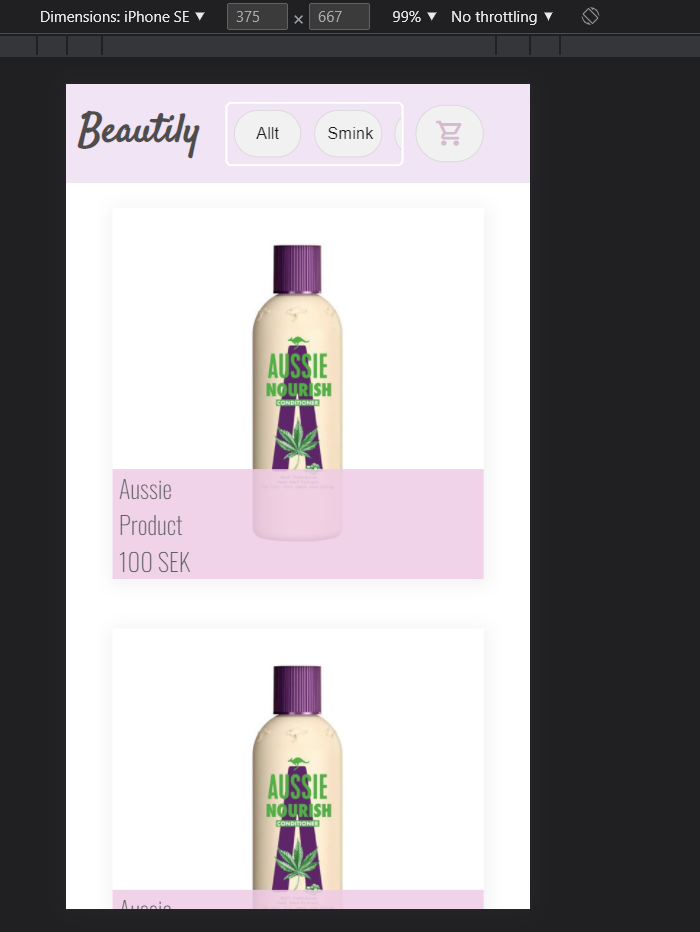 Dimensions: iPhone SE ▼ 375 × 667 99% ▼ No throttling ▼
Beautily Allt Smink
AUSSIE
NOURISH
CONDITIONER
Aussie
Product
100 SEK
AUSSIE
NOURISH
CONDITIONER
Aussie